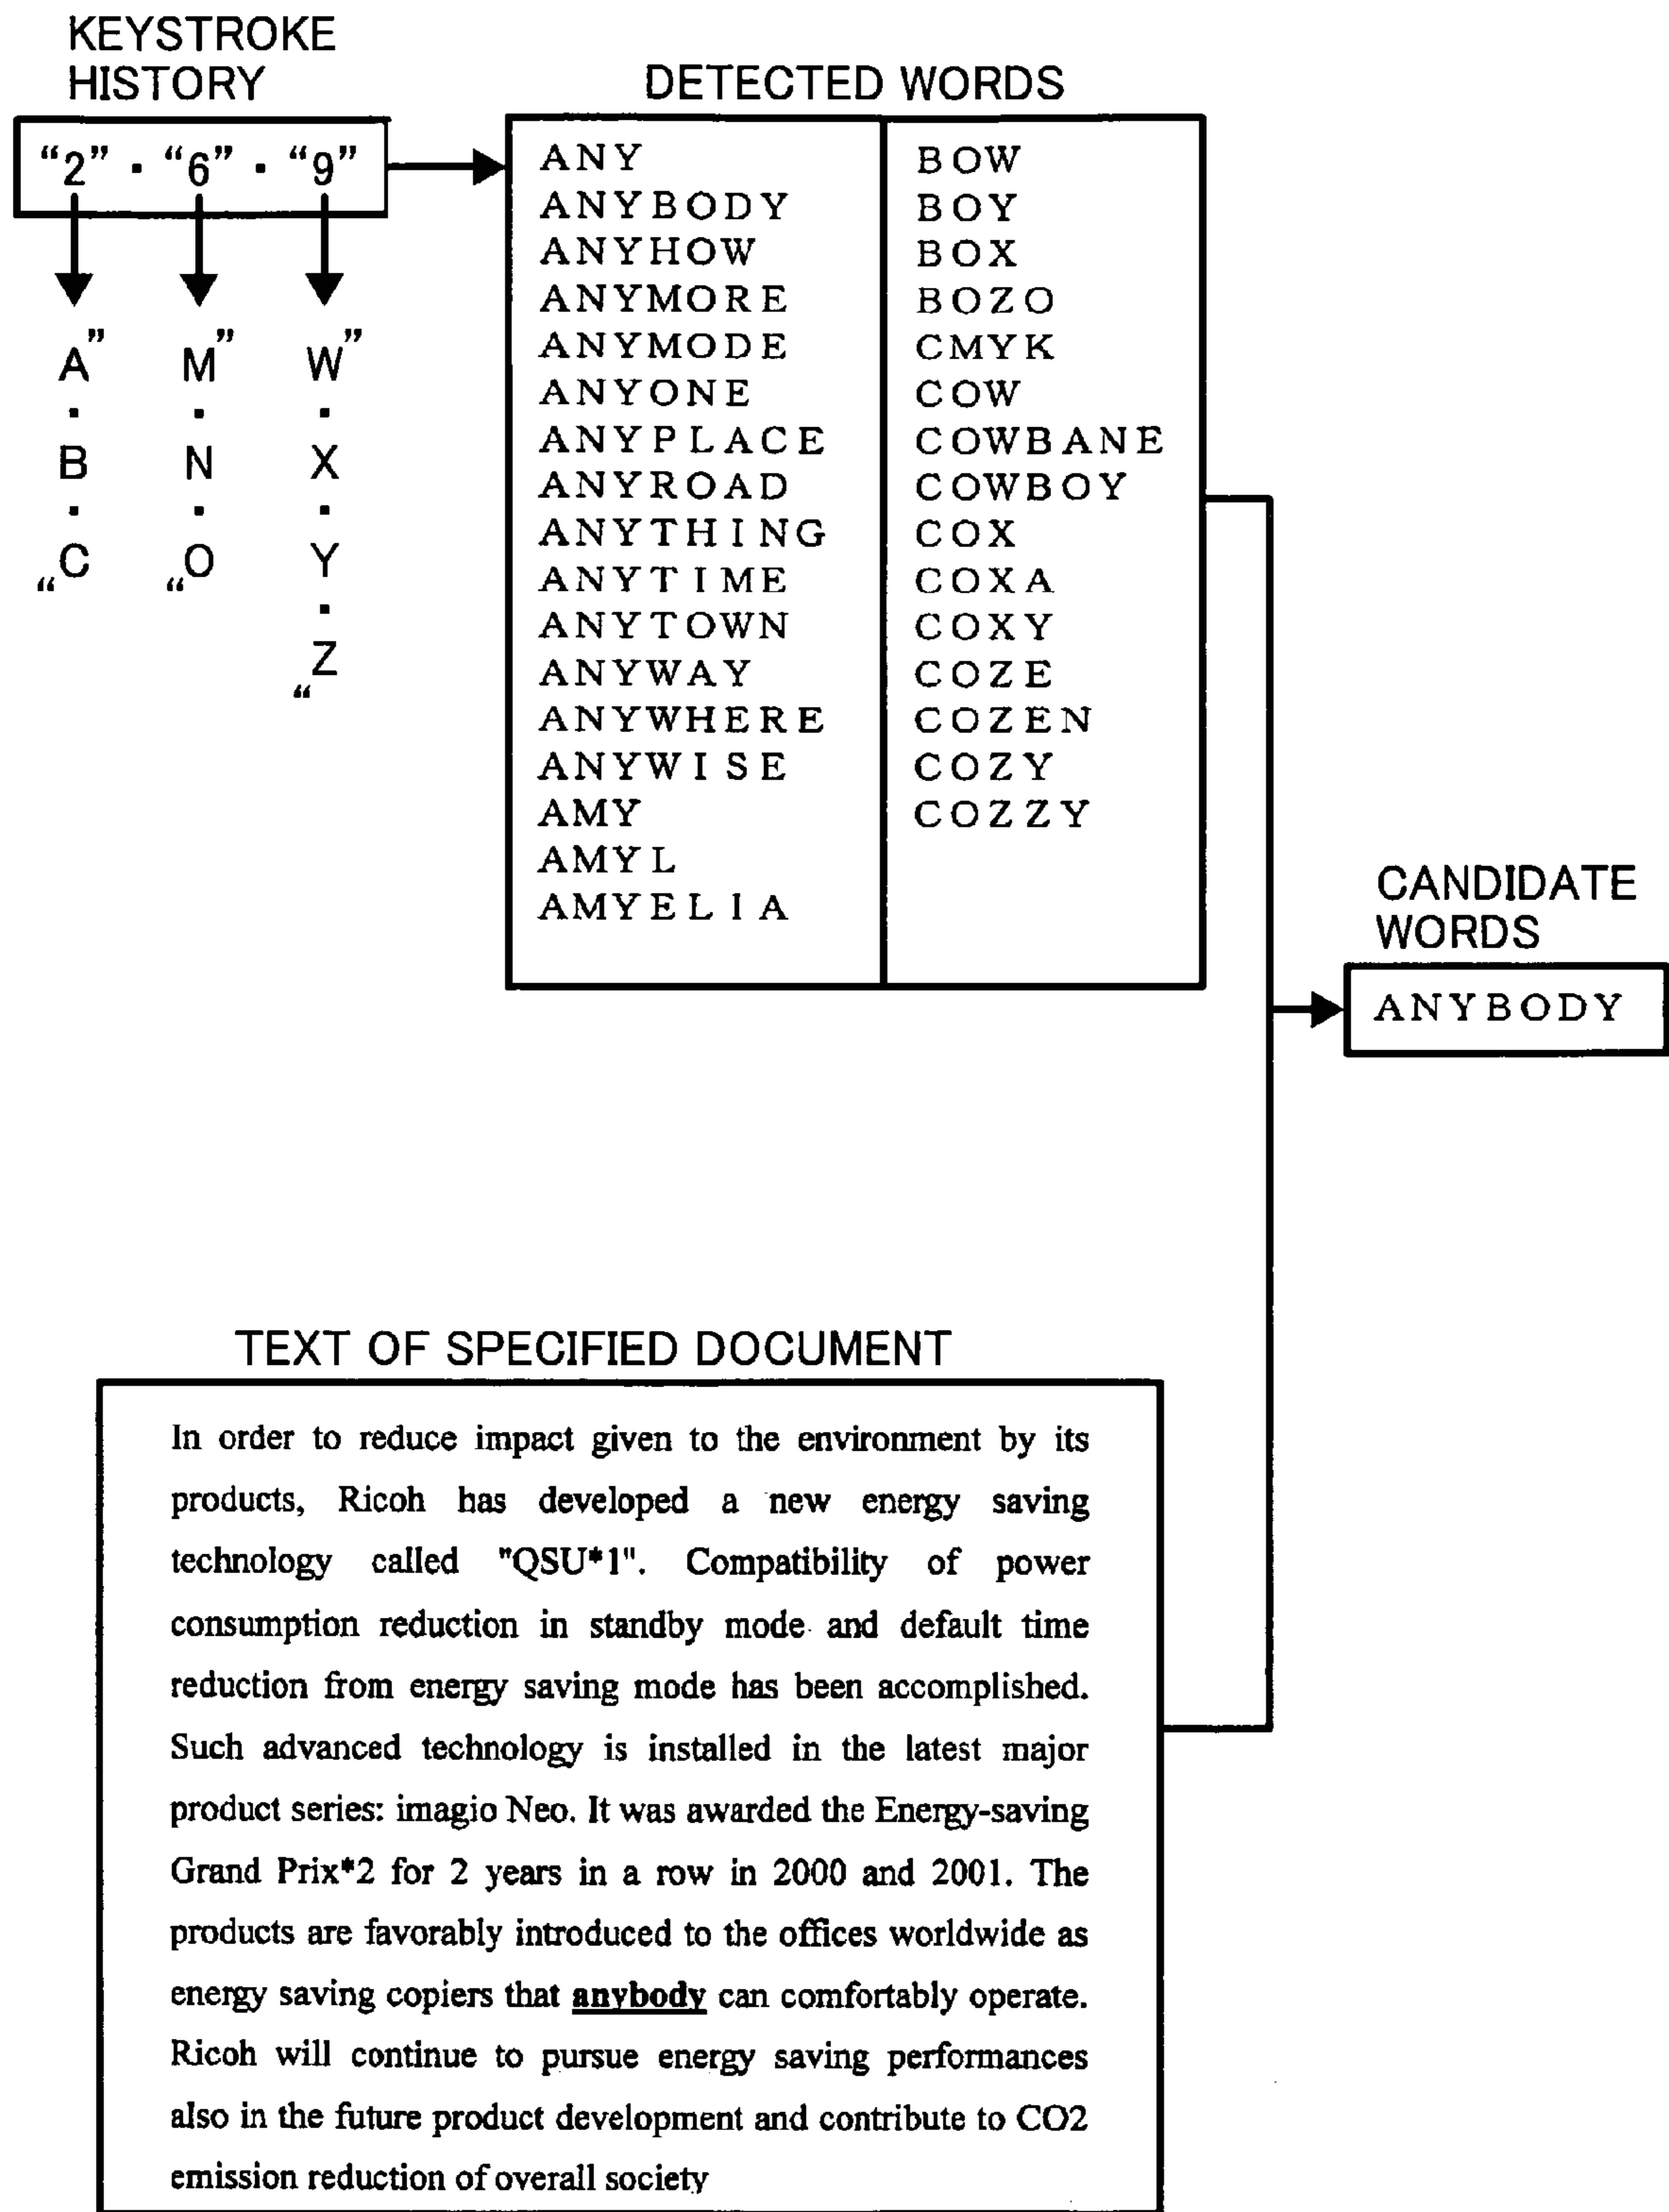 KEYSTROKE
HISTORY
"2" · "6" · "9"
A"
·
B
·
"C
M"
·
N
·
"O
W"
·
X
·
Y
·
"Z
DETECTED WORDS
ANY
ANYBODY
ANYHOW
ANYMORE
ANYMODE
ANYONE
ANYPLACE
ANYROAD
ANYTHING
ANYTIME
ANYTOWN
ANYWAY
ANYWHERE
ANYWISE
AMY
AMYL
AMYELIA
BOW
BOY
BOX
BOZO
CMYK
COW
COWBANE
COWBOY
COX
COXA
COXY
COZE
COZEN
COZY
COZZY
CANDIDATE
WORDS
ANYBODY
TEXT OF SPECIFIED DOCUMENT
In order to reduce impact given to the environment by its
products, Ricoh has developed a new energy saving
technology called "QSU*1". Compatibility of power
consumption reduction in standby mode and default time
reduction from energy saving mode has been accomplished.
Such advanced technology is installed in the latest major
product series: imagio Neo. It was awarded the Energy-saving
Grand Prix*2 for 2 years in a row in 2000 and 2001. The
products are favorably introduced to the offices worldwide as
energy saving copiers that anybody can comfortably operate.
Ricoh will continue to pursue energy saving performances
also in the future product development and contribute to CO2
emission reduction of overall society